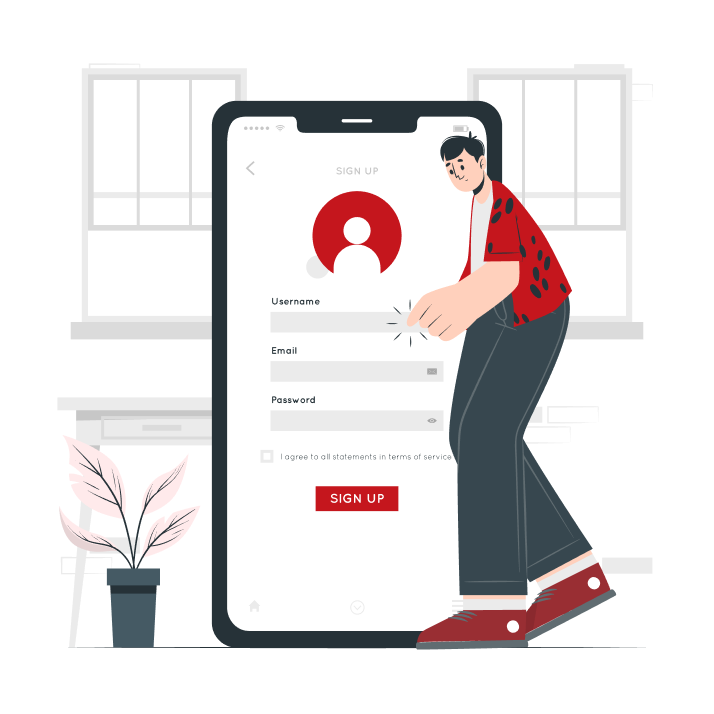 SIGN UP
Username
Email
Password
I agree to all statements in terms of service
SIGN UP